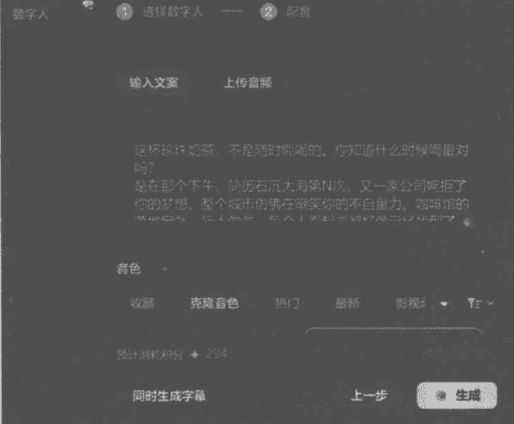 数字人
1 选择数字人 2 配音
输入文案 上传音频
这杯珍珠奶茶，不是随时能喝的。你知道什么时候喝最对
吗？
是在那个下午，简历石沉大海第N次，又一家公司婉拒了
你的梦想。整个城市仿佛在嘲笑你的不自量力。咖啡馆的
音色
收藏 克隆音色 热门 最新 影视
预计消耗积分 294
同时生成字幕 上一步 生成